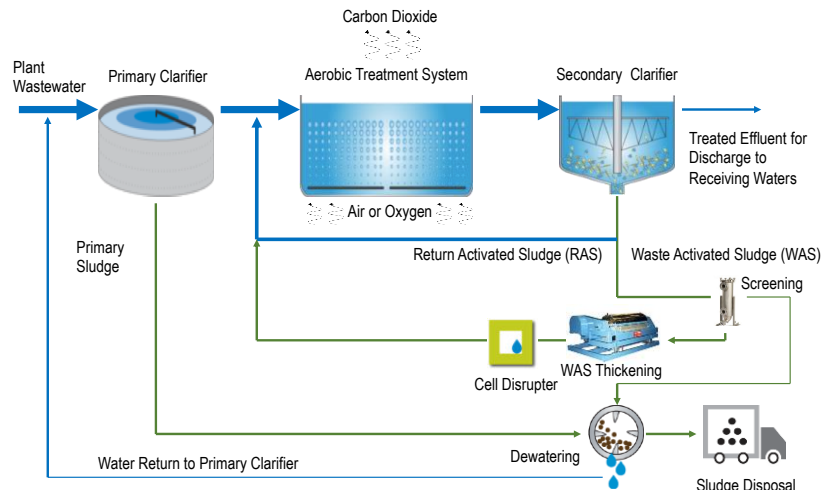 Carbon Dioxide
Plant
Wastewater
Primary Clarifier
Aerobic Treatment System
Secondary Clarifier
Treated Effluent for
Discharge to
Receiving Waters
Air or Oxygen
Primary
Sludge
Return Activated Sludge (RAS)
Waste Activated Sludge (WAS)
Screening
WAS Thickening
Cell Disrupter
Dewatering
Water Return to Primary Clarifier
Sludge Disposal